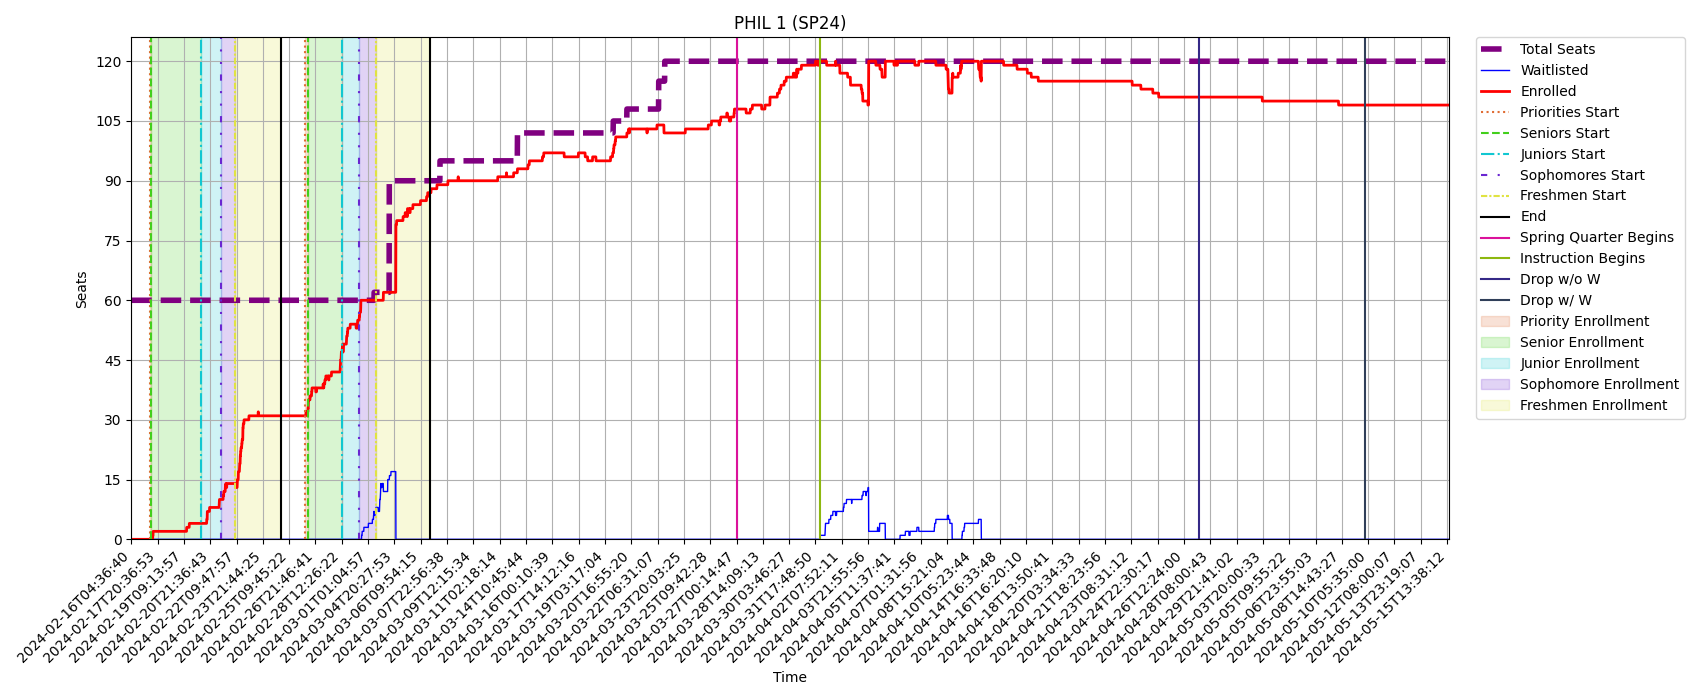 PHIL 1 (SP24)
Seats
120
105
90
75
60
45
30
15
0
2024-02-16T04:36:40
2024-02-17T20:36:53
2024-02-19T09:13:57
2024-02-20T21:36:43
2024-02-22T09:47:57
2024-02-23T21:44:25
2024-02-25T09:45:22
2024-02-26T21:46:41
2024-02-28T12:26:22
2024-03-01T01:04:57
2024-03-04T20:27:53
2024-03-06T09:54:15
2024-03-07T22:56:38
2024-03-09T12:15:34
2024-03-11T02:18:14
2024-03-14T10:45:44
2024-03-16T00:10:39
2024-03-17T14:12:16
2024-03-19T03:17:04
2024-03-20T16:55:20
2024-03-22T06:31:07
2024-03-23T20:03:25
2024-03-25T09:42:28
2024-03-27T00:14:47
2024-03-28T14:09:13
2024-03-30T03:46:27
2024-03-31T17:48:50
2024-04-02T07:52:11
2024-04-03T21:55:56
2024-04-05T11:37:41
2024-04-07T01:31:56
2024-04-08T15:21:04
2024-04-10T05:23:44
2024-04-14T16:33:48
2024-04-16T16:20:10
2024-04-18T13:50:41
2024-04-20T03:34:33
2024-04-21T18:23:56
2024-04-23T08:31:12
2024-04-24T22:30:17
2024-04-26T12:24:00
2024-04-28T08:00:43
2024-04-29T21:41:02
2024-05-03T20:00:33
2024-05-05T09:55:22
2024-05-06T23:55:03
2024-05-08T14:43:27
2024-05-10T05:35:00
2024-05-12T08:00:07
2024-05-13T23:19:07
2024-05-15T13:38:12
Time
Total Seats
Waitlisted
Enrolled
Priorities Start
Seniors Start
Juniors Start
Sophomores Start
Freshmen Start
End
Spring Quarter Begins
Instruction Begins
Drop w/o W
Drop w/ W
Priority Enrollment
Senior Enrollment
Junior Enrollment
Sophomore Enrollment
Freshmen Enrollment